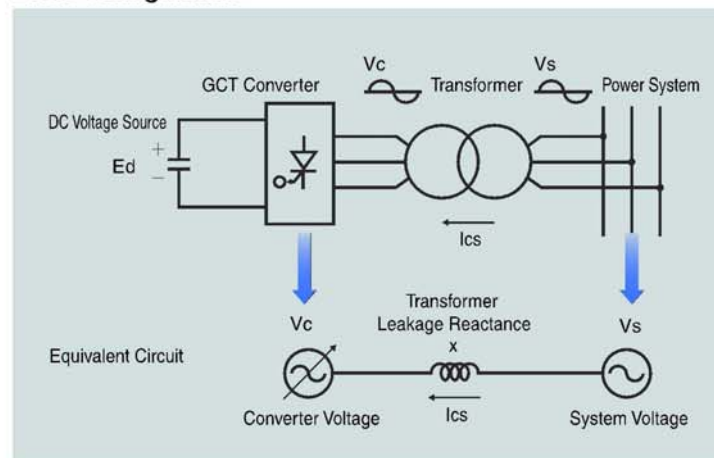 Vc
Vs
GCT Converter
Transformer
Power System
DC Voltage Source
+
Ed
−
Ics
Transformer
Leakage Reactance
x
Vc
Vs
Equivalent Circuit
Ics
Converter Voltage
System Voltage